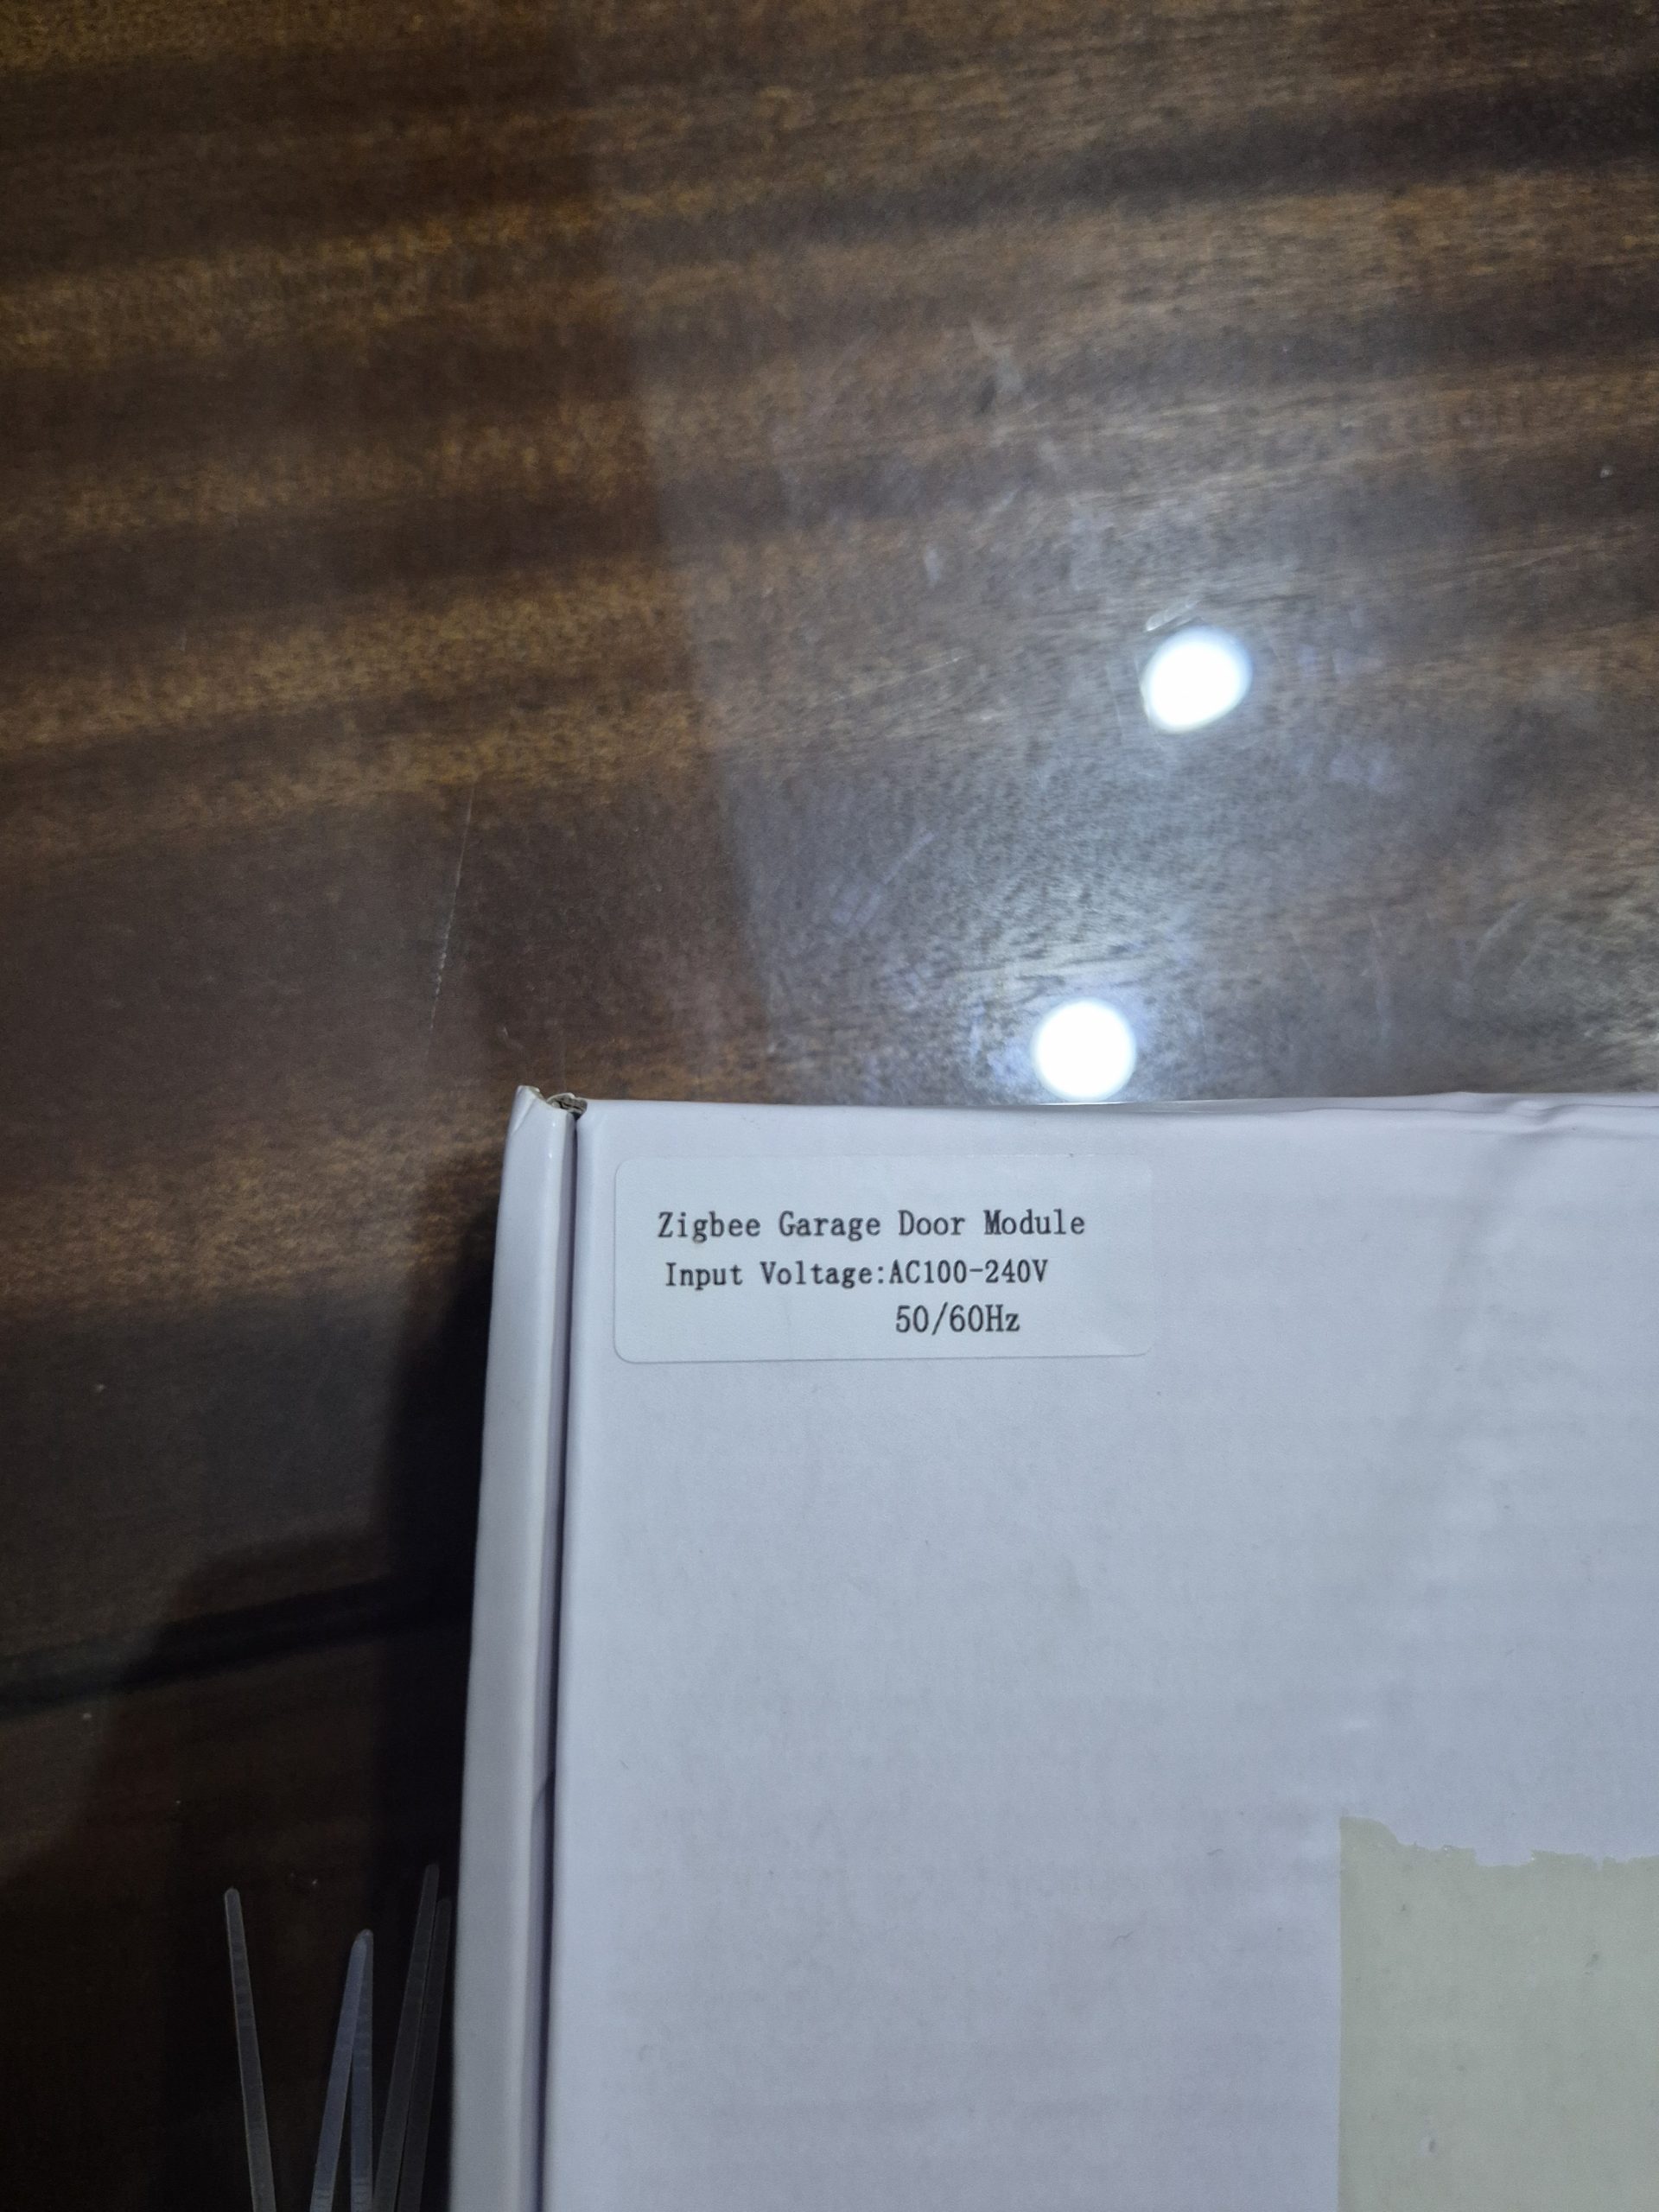 Zigbee Garage Door Module
Input Voltage:AC100-240V
50/60Hz